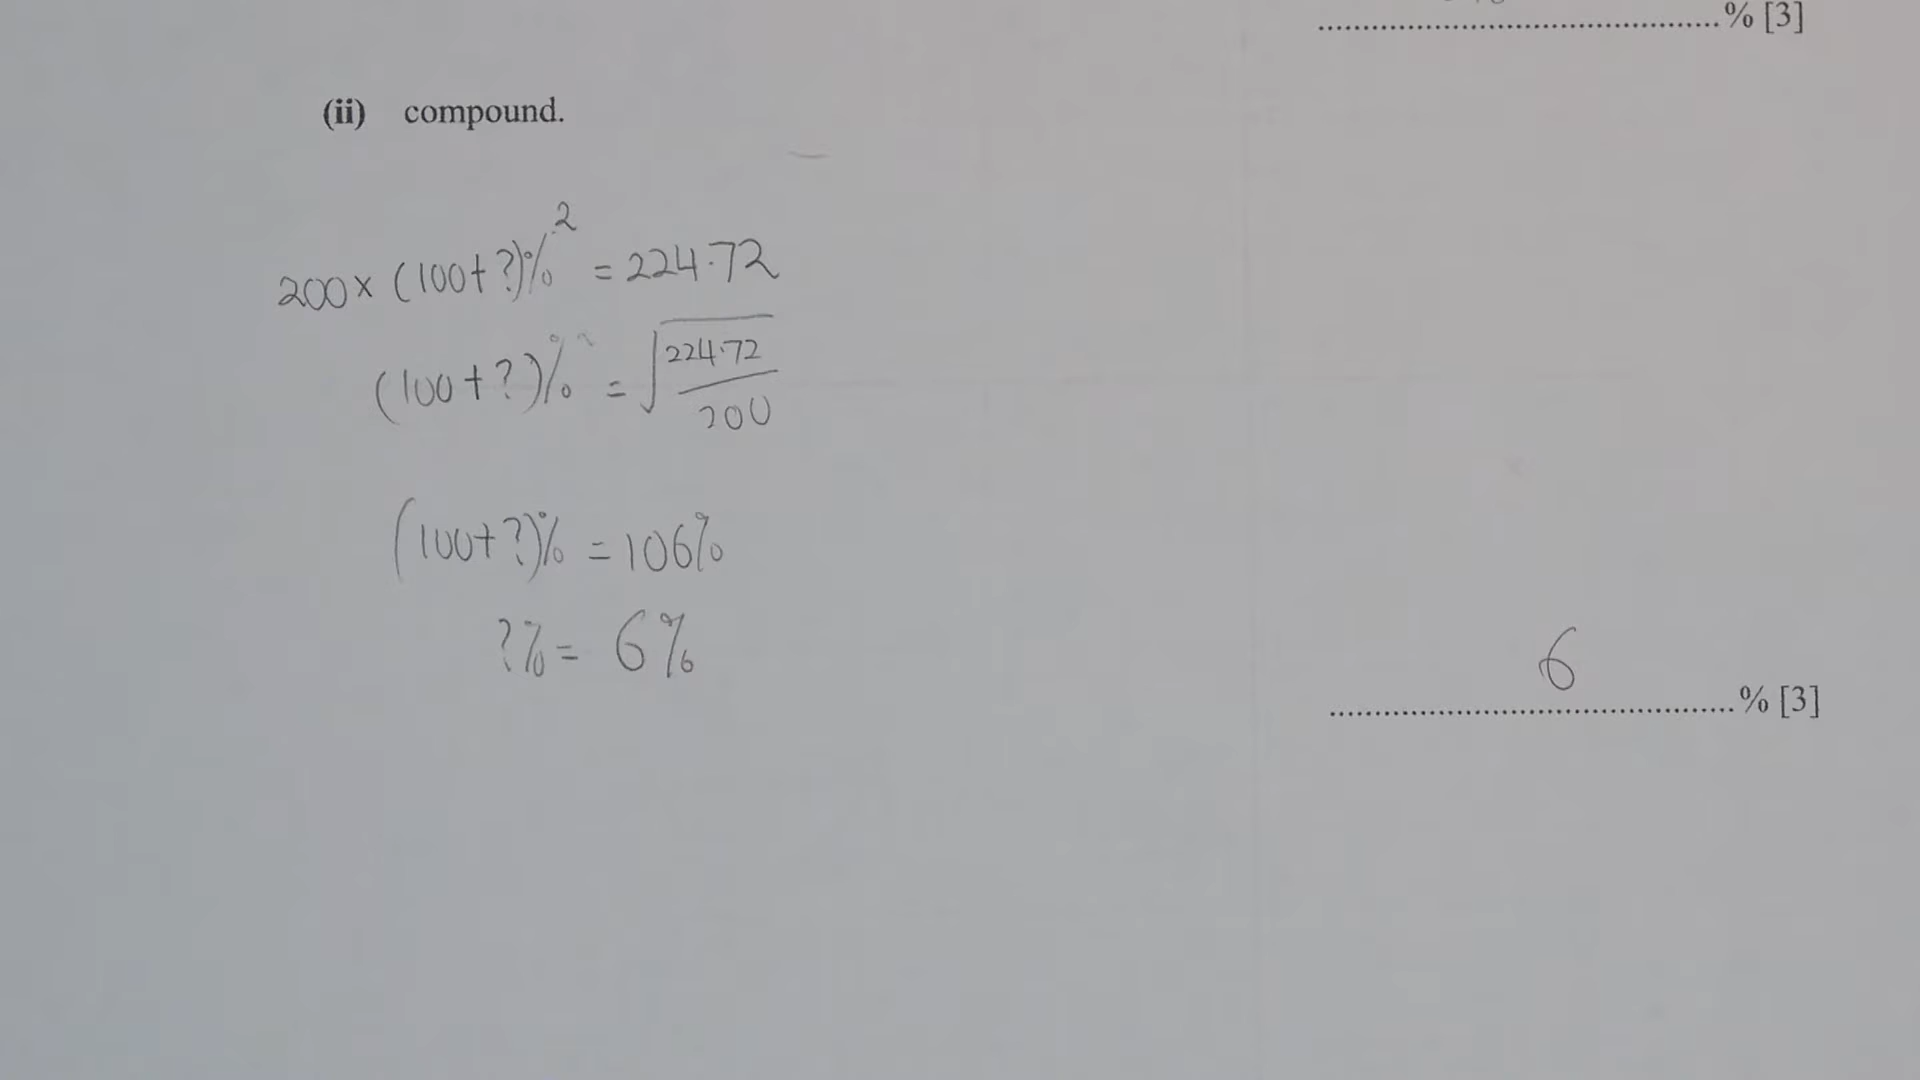 % [3]
(ii) compound.
200 × (100 + ?)%² = 224.72
(100 + ?)% = √224.72/200
(100 + ?)% = 106%
?% = 6%
6
% [3]